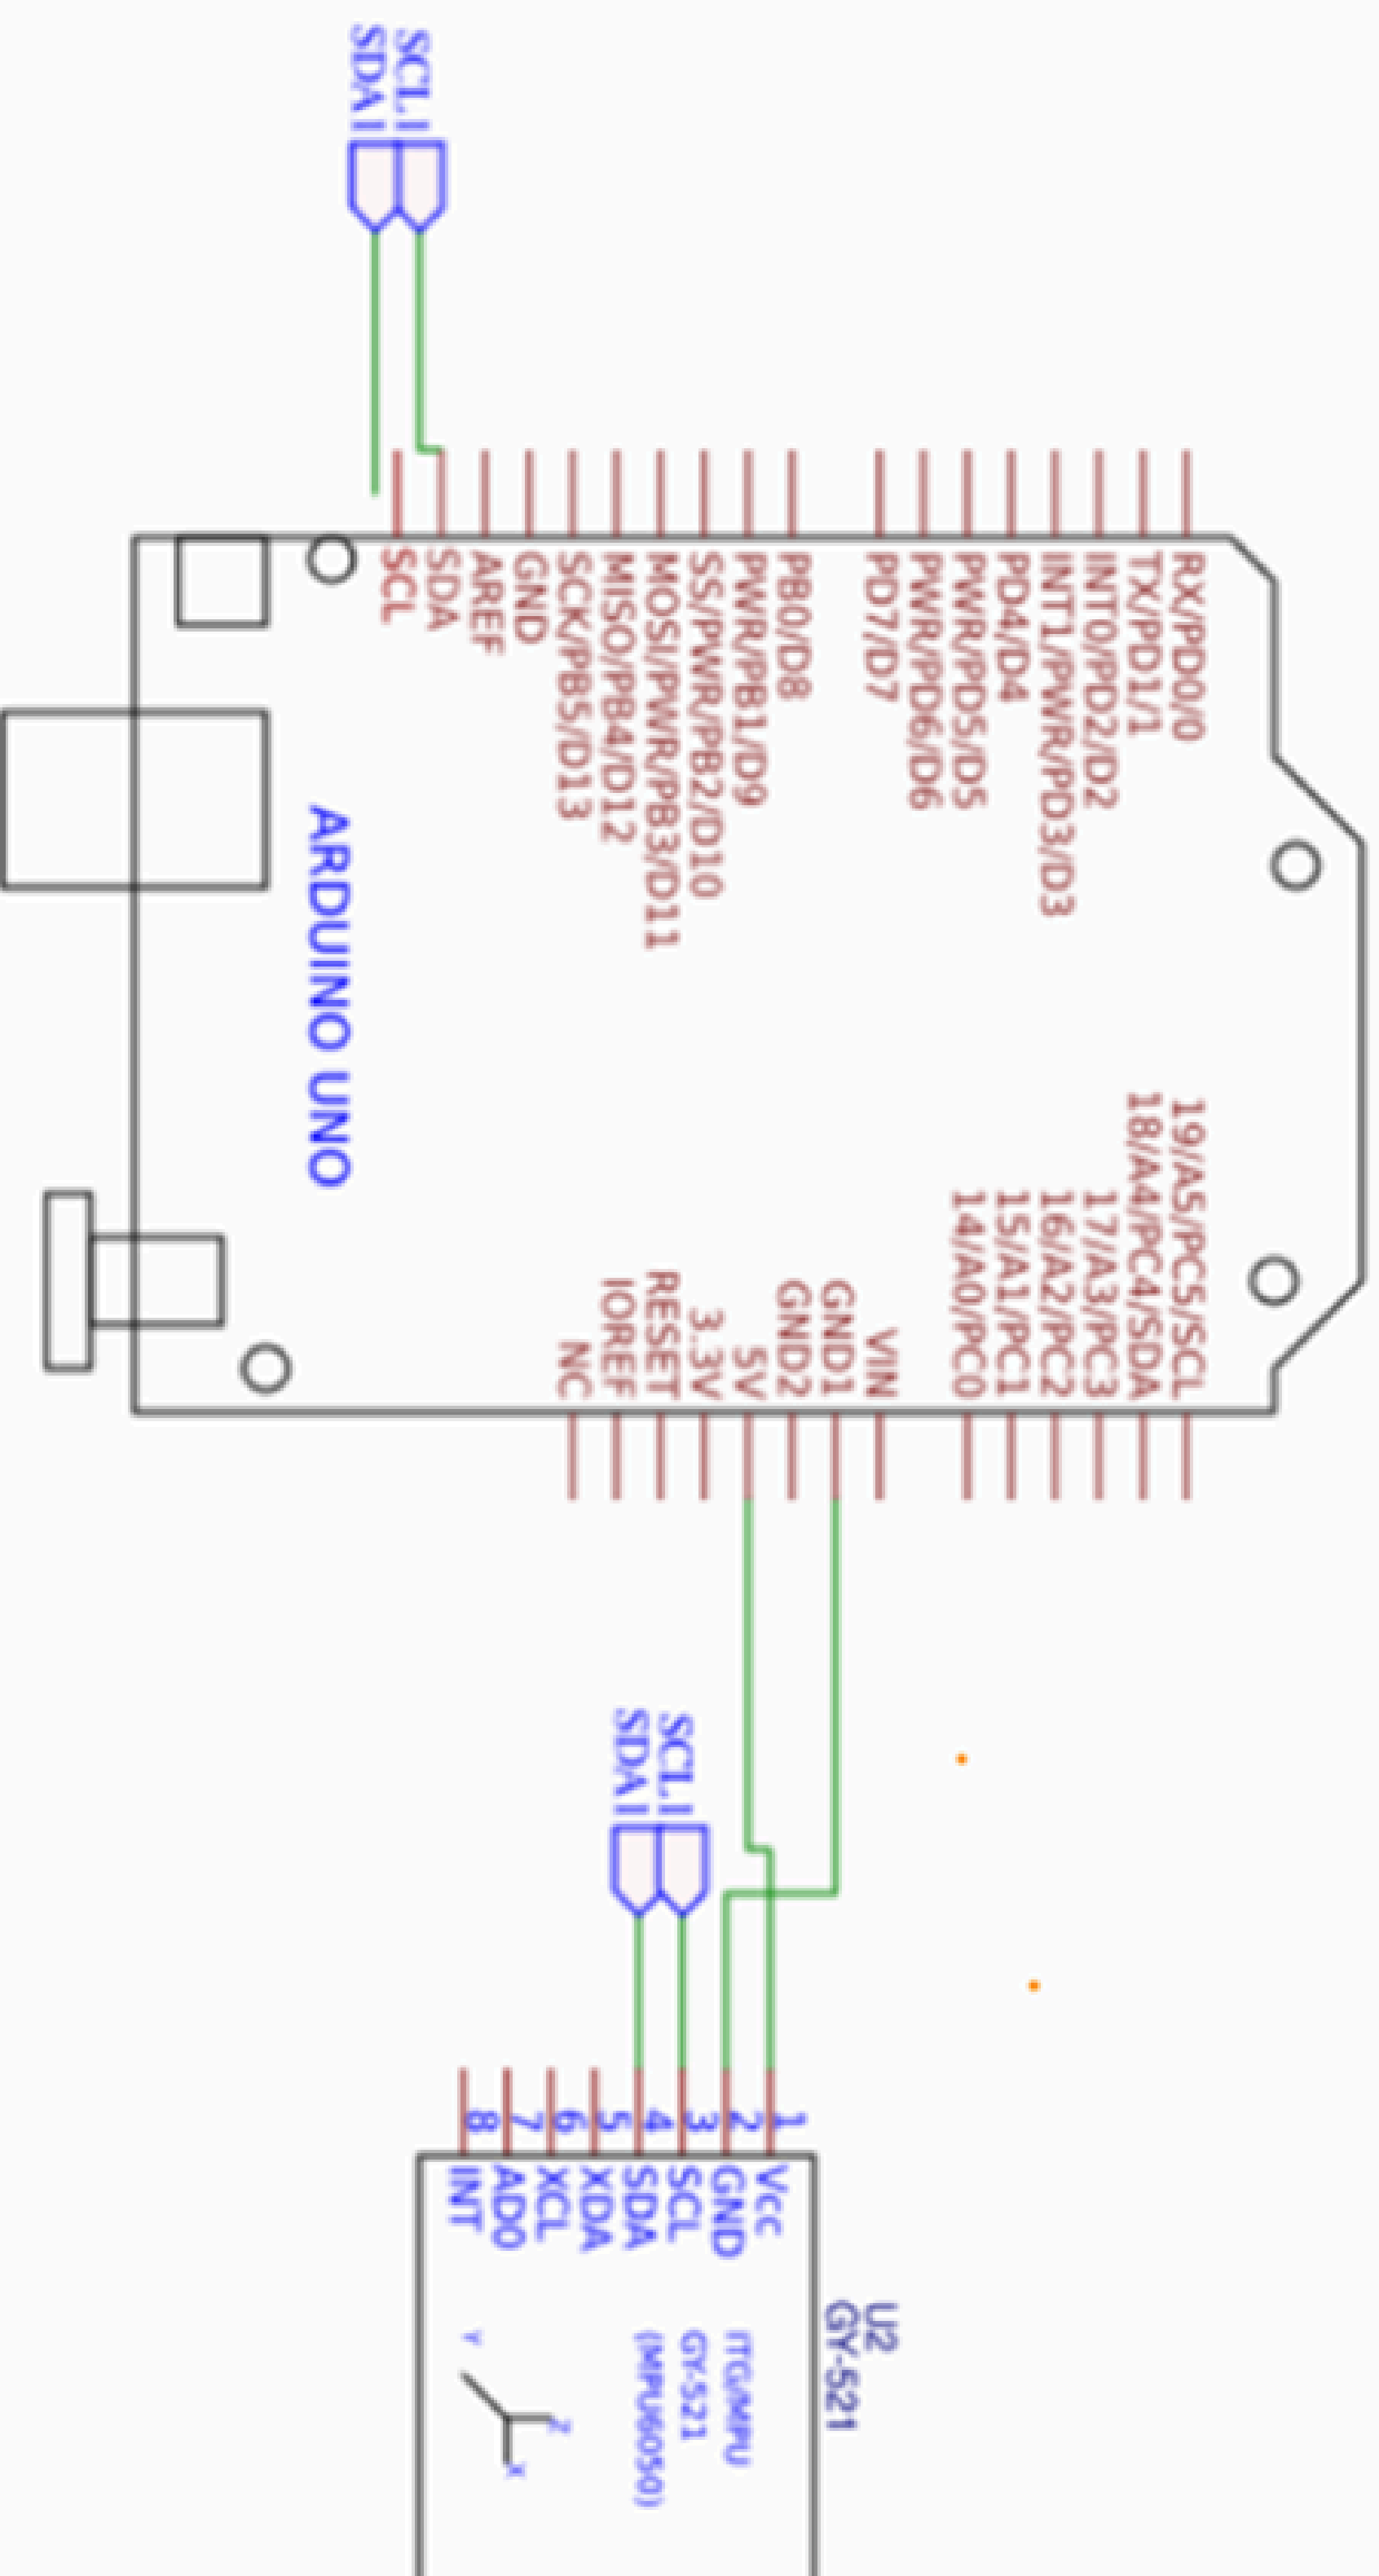 SCL1
SDA1
RX/PD0/0
TX/PD1/1
INT0/PD2/D2
INT1/PWR/PD3/D3
PD4/D4
PWR/PD5/D5
PWR/PD6/D6
PD7/D7
PB0/D8
PWR/PB1/D9
SS/PWR/PB2/D10
MOSI/PWR/PB3/D11
MISO/PB4/D12
SCK/PB5/D13
GND
AREF
SDA
SCL
ARDUINO UNO
19/A5/PC5/SCL
18/A4/PC4/SDA
17/A3/PC3
16/A2/PC2
15/A1/PC1
14/A0/PC0
VIN
GND1
GND2
5V
3.3V
RESET
IOREF
NC
SCL1
SDA1
U2
GY-521
1 Vcc
2 GND
3 SCL
4 SDA
5 XDA
6 XCL
7 AD0
8 INT
ITG/MPU
GY-521
(MPU6050)
Z
X
Y